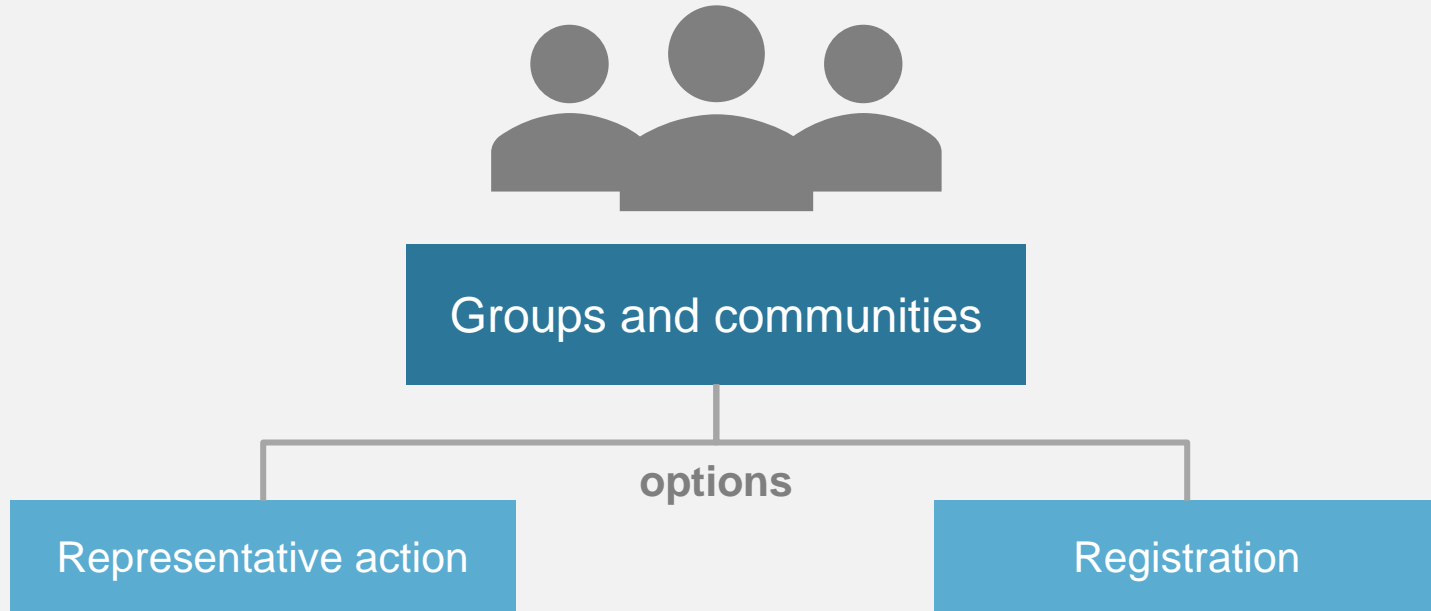 Groups and communities
options
Representative action
Registration